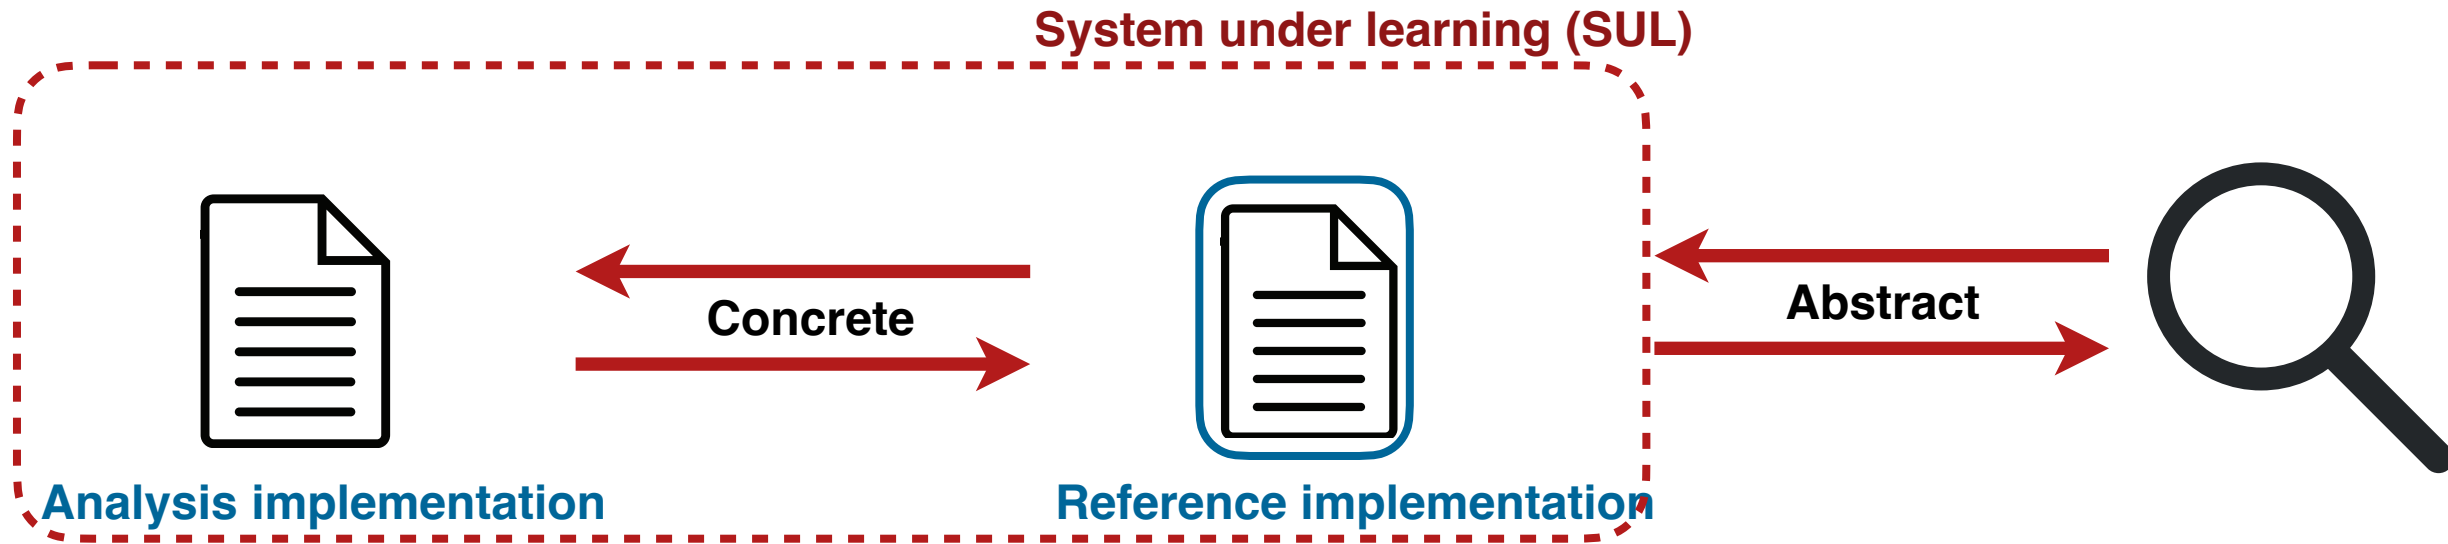 System under learning (SUL)
Concrete
Abstract
Analysis implementation
Reference implementation